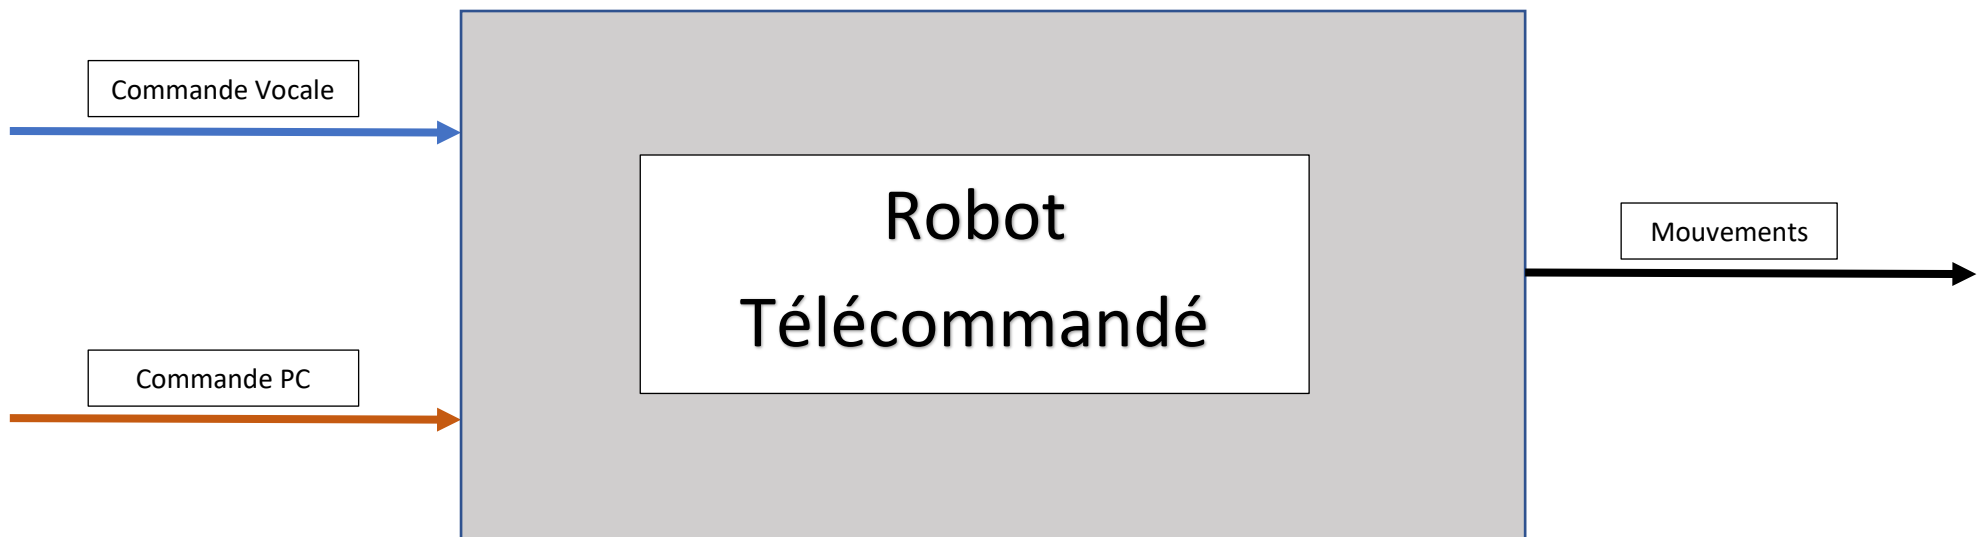 Commande Vocale
Robot
Télécommandé
Mouvements
Commande PC